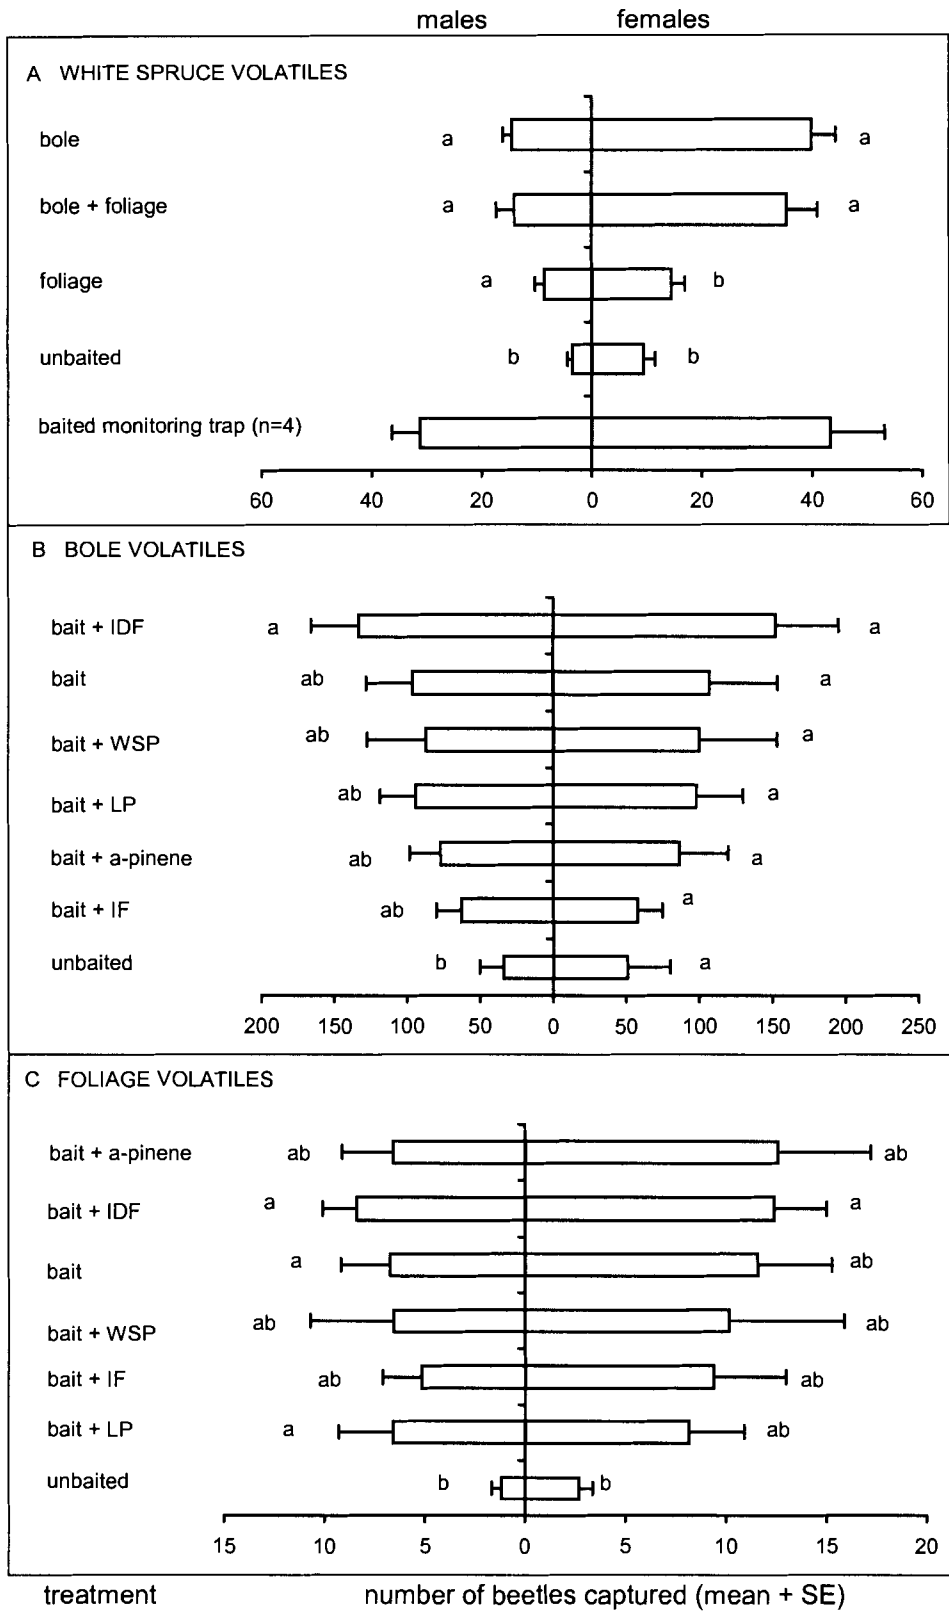 males females
A WHITE SPRUCE VOLATILES
bole a a
bole + foliage a a
foliage a b
unbaited b b
baited monitoring trap (n=4)
60 40 20 0 20 40 60
B BOLE VOLATILES
bait + IDF a a
bait ab a
bait + WSP ab a
bait + LP ab a
bait + a-pinene ab a
bait + IF ab a
unbaited b a
200 150 100 50 0 50 100 150 200 250
C FOLIAGE VOLATILES
bait + a-pinene ab ab
bait + IDF a a
bait a ab
bait + WSP ab ab
bait + IF ab ab
bait + LP a ab
unbaited b b
15 10 5 0 5 10 15 20
treatment number of beetles captured (mean + SE)